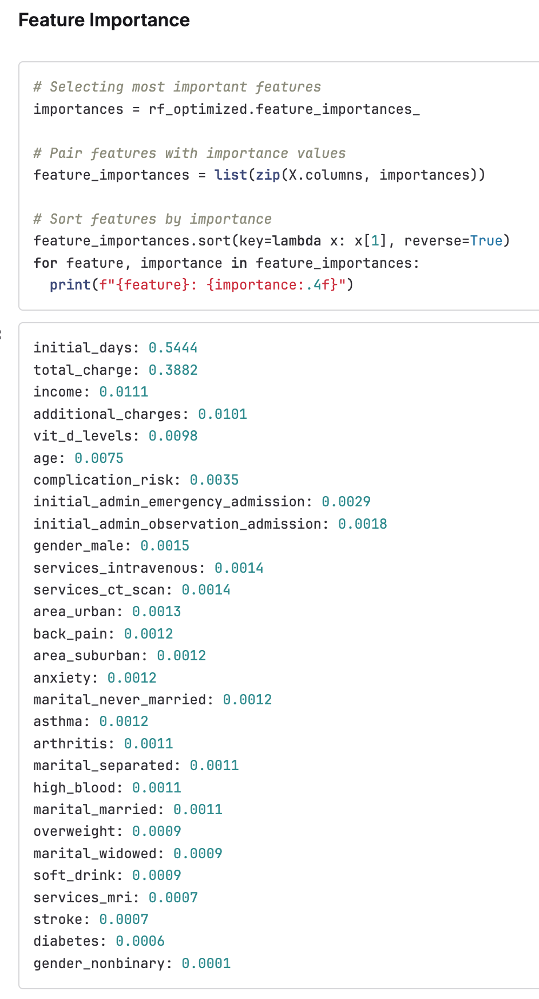 Feature Importance
# Selecting most important features
importances = rf_optimized.feature_importances_
# Pair features with importance values
feature_importances = list(zip(X.columns, importances))
# Sort features by importance
feature_importances.sort(key=lambda x: x[1], reverse=True)
for feature, importance in feature_importances:
  print(f"{feature}: {importance:.4f}")
initial_days: 0.5444
total_charge: 0.3882
income: 0.0111
additional_charges: 0.0101
vit_d_levels: 0.0098
age: 0.0075
complication_risk: 0.0035
initial_admin_emergency_admission: 0.0029
initial_admin_observation_admission: 0.0018
gender_male: 0.0015
services_intravenous: 0.0014
services_ct_scan: 0.0014
area_urban: 0.0013
back_pain: 0.0012
area_suburban: 0.0012
anxiety: 0.0012
marital_never_married: 0.0012
asthma: 0.0012
arthritis: 0.0011
marital_separated: 0.0011
high_blood: 0.0011
marital_married: 0.0011
overweight: 0.0009
marital_widowed: 0.0009
soft_drink: 0.0009
services_mri: 0.0007
stroke: 0.0007
diabetes: 0.0006
gender_nonbinary: 0.0001